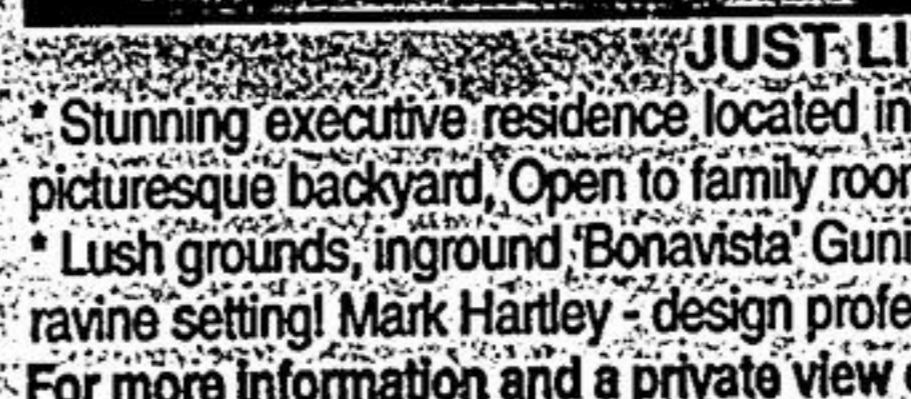 JUST LI
* Stunning executive residence located in
picturesque backyard, Open to family roor
* Lush grounds, inground 'Bonavista' Guni
ravine setting! Mark Hartley - design profe
For more information and a private view